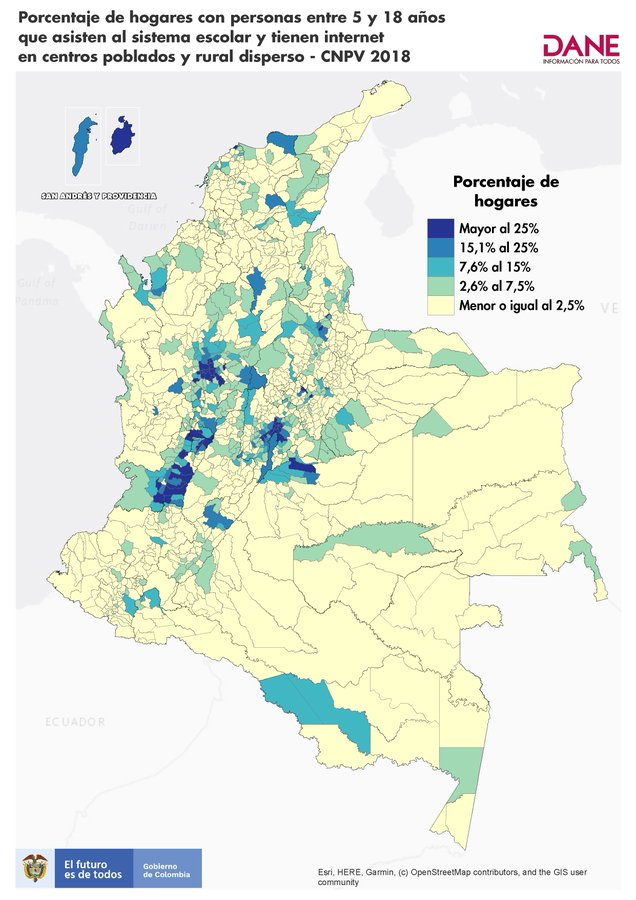 Porcentaje de hogares con personas entre 5 y 18 años
que asisten al sistema escolar y tienen internet
en centros poblados y rural disperso - CNPV 2018
DANE
INFORMACIÓN PARA TODOS
SAN ANDRÉS Y PROVIDENCIA
Gulf of
Darien
Gulf of
Panama
VE
Porcentaje de
hogares
Mayor al 25%
15,1% al 25%
7,6% al 15%
2,6% al 7,5%
Menor o igual al 2,5%
ECUADOR
El futuro
es de todos
Gobierno
de Colombia
Esri, HERE, Garmin, (c) OpenStreetMap contributors, and the GIS user
community